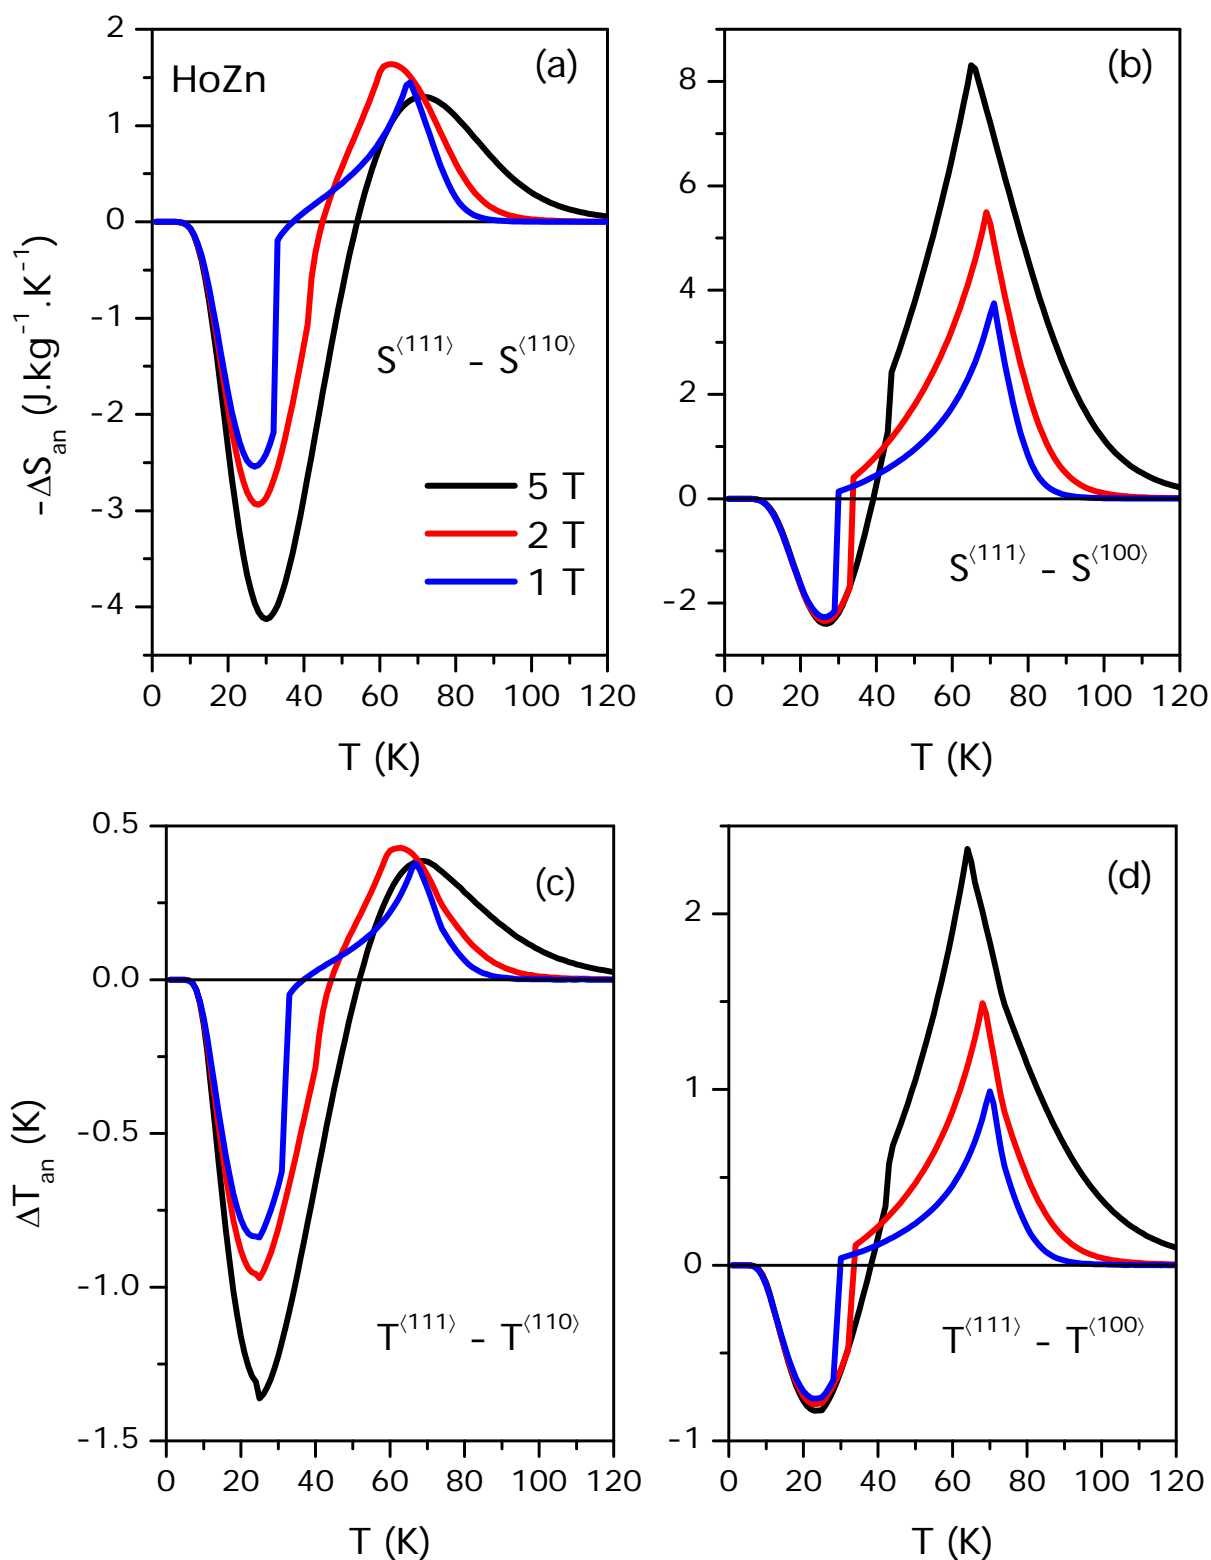 HoZn
(a)
2
1
0
-1
-2
-3
-4
-ΔS_an (J.kg⁻¹.K⁻¹)
S^⟨111⟩ - S^⟨110⟩
5 T
2 T
1 T
0 20 40 60 80 100 120
T (K)
(b)
8
6
4
2
0
-2
S^⟨111⟩ - S^⟨100⟩
0 20 40 60 80 100 120
T (K)
(c)
0.5
0.0
-0.5
-1.0
-1.5
ΔT_an (K)
T^⟨111⟩ - T^⟨110⟩
0 20 40 60 80 100 120
T (K)
(d)
2
1
0
-1
T^⟨111⟩ - T^⟨100⟩
0 20 40 60 80 100 120
T (K)